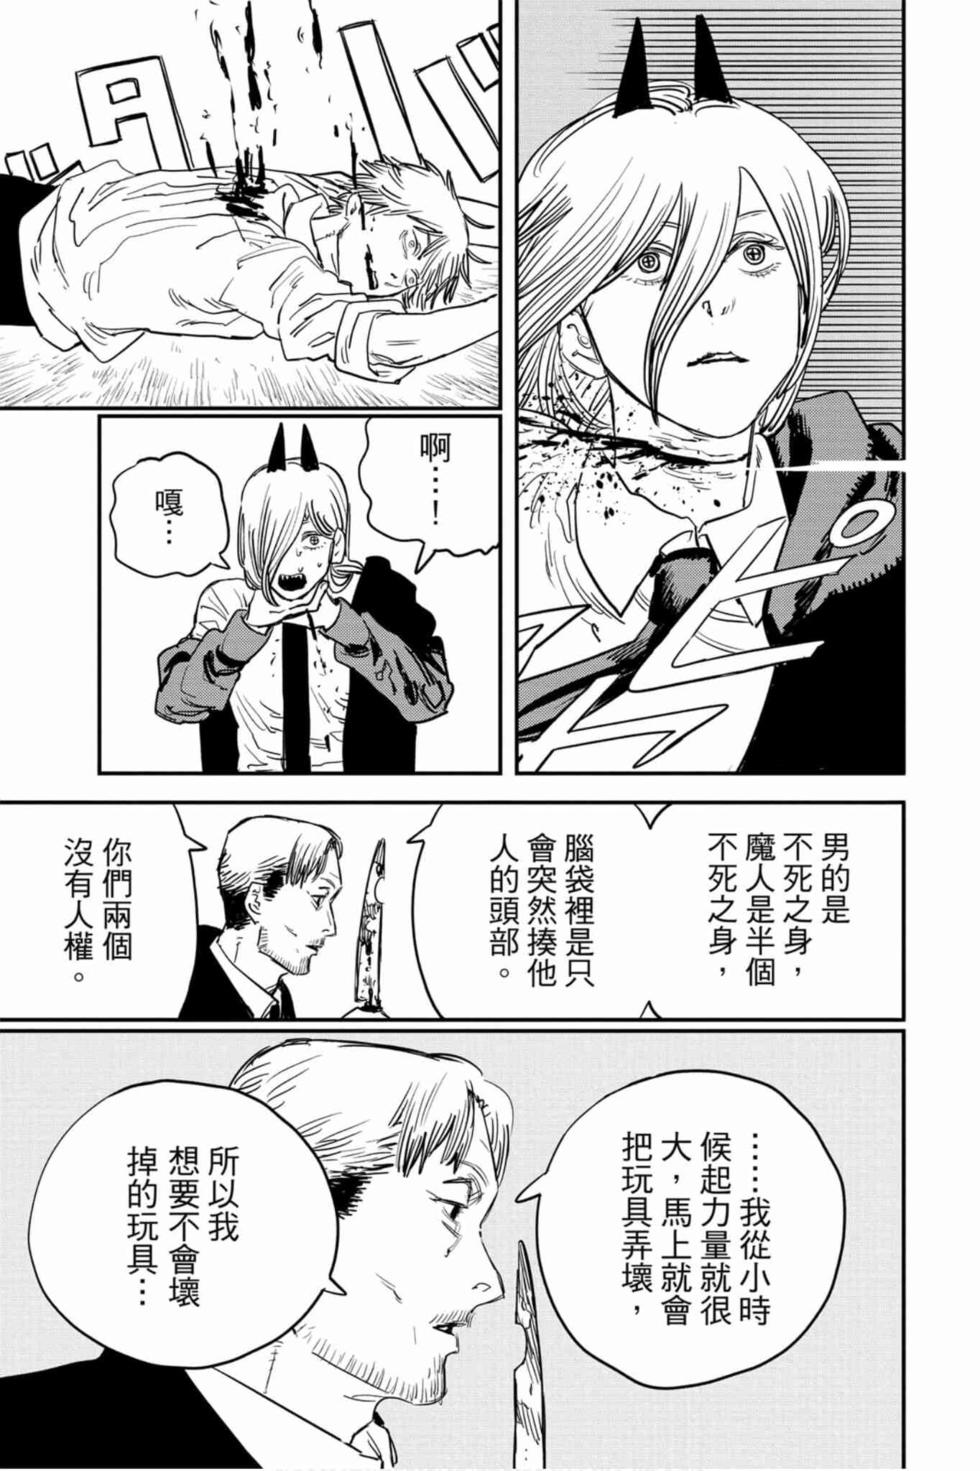 バタッ
啊…!
嘎…
男的是
不死之身，
魔人是半個
不死之身，
腦袋裡是只
會突然揍他
人的頭部。
你們兩個
沒有人權。
……我從小時
候起力量就很
大，馬上就會
把玩具弄壞，
所以我
想要不會壞
掉的玩具…